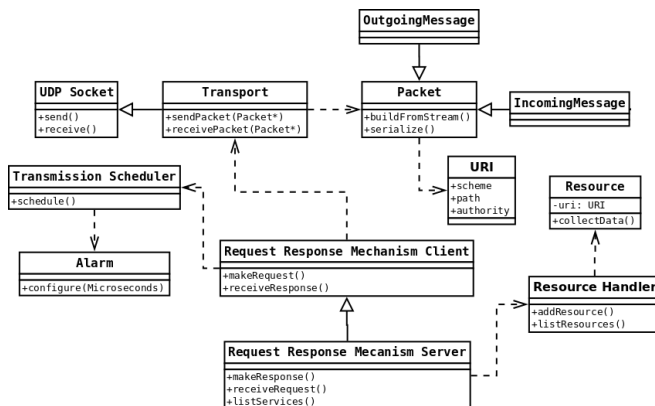 OutgoingMessage
UDP Socket
+send()
+receive()
Transport
+sendPacket(Packet*)
+receivePacket(Packet*)
Packet
+buildFromStream()
+serialize()
IncomingMessage
Transmission Scheduler
+schedule()
URI
+scheme
+path
+authority
Resource
-uri: URI
+collectData()
Alarm
+configure(Microseconds)
Request Response Mechanism Client
+makeRequest()
+receiveResponse()
Resource Handler
+addResource()
+listResources()
Request Response Mecanism Server
+makeResponse()
+receiveRequest()
+listServices()